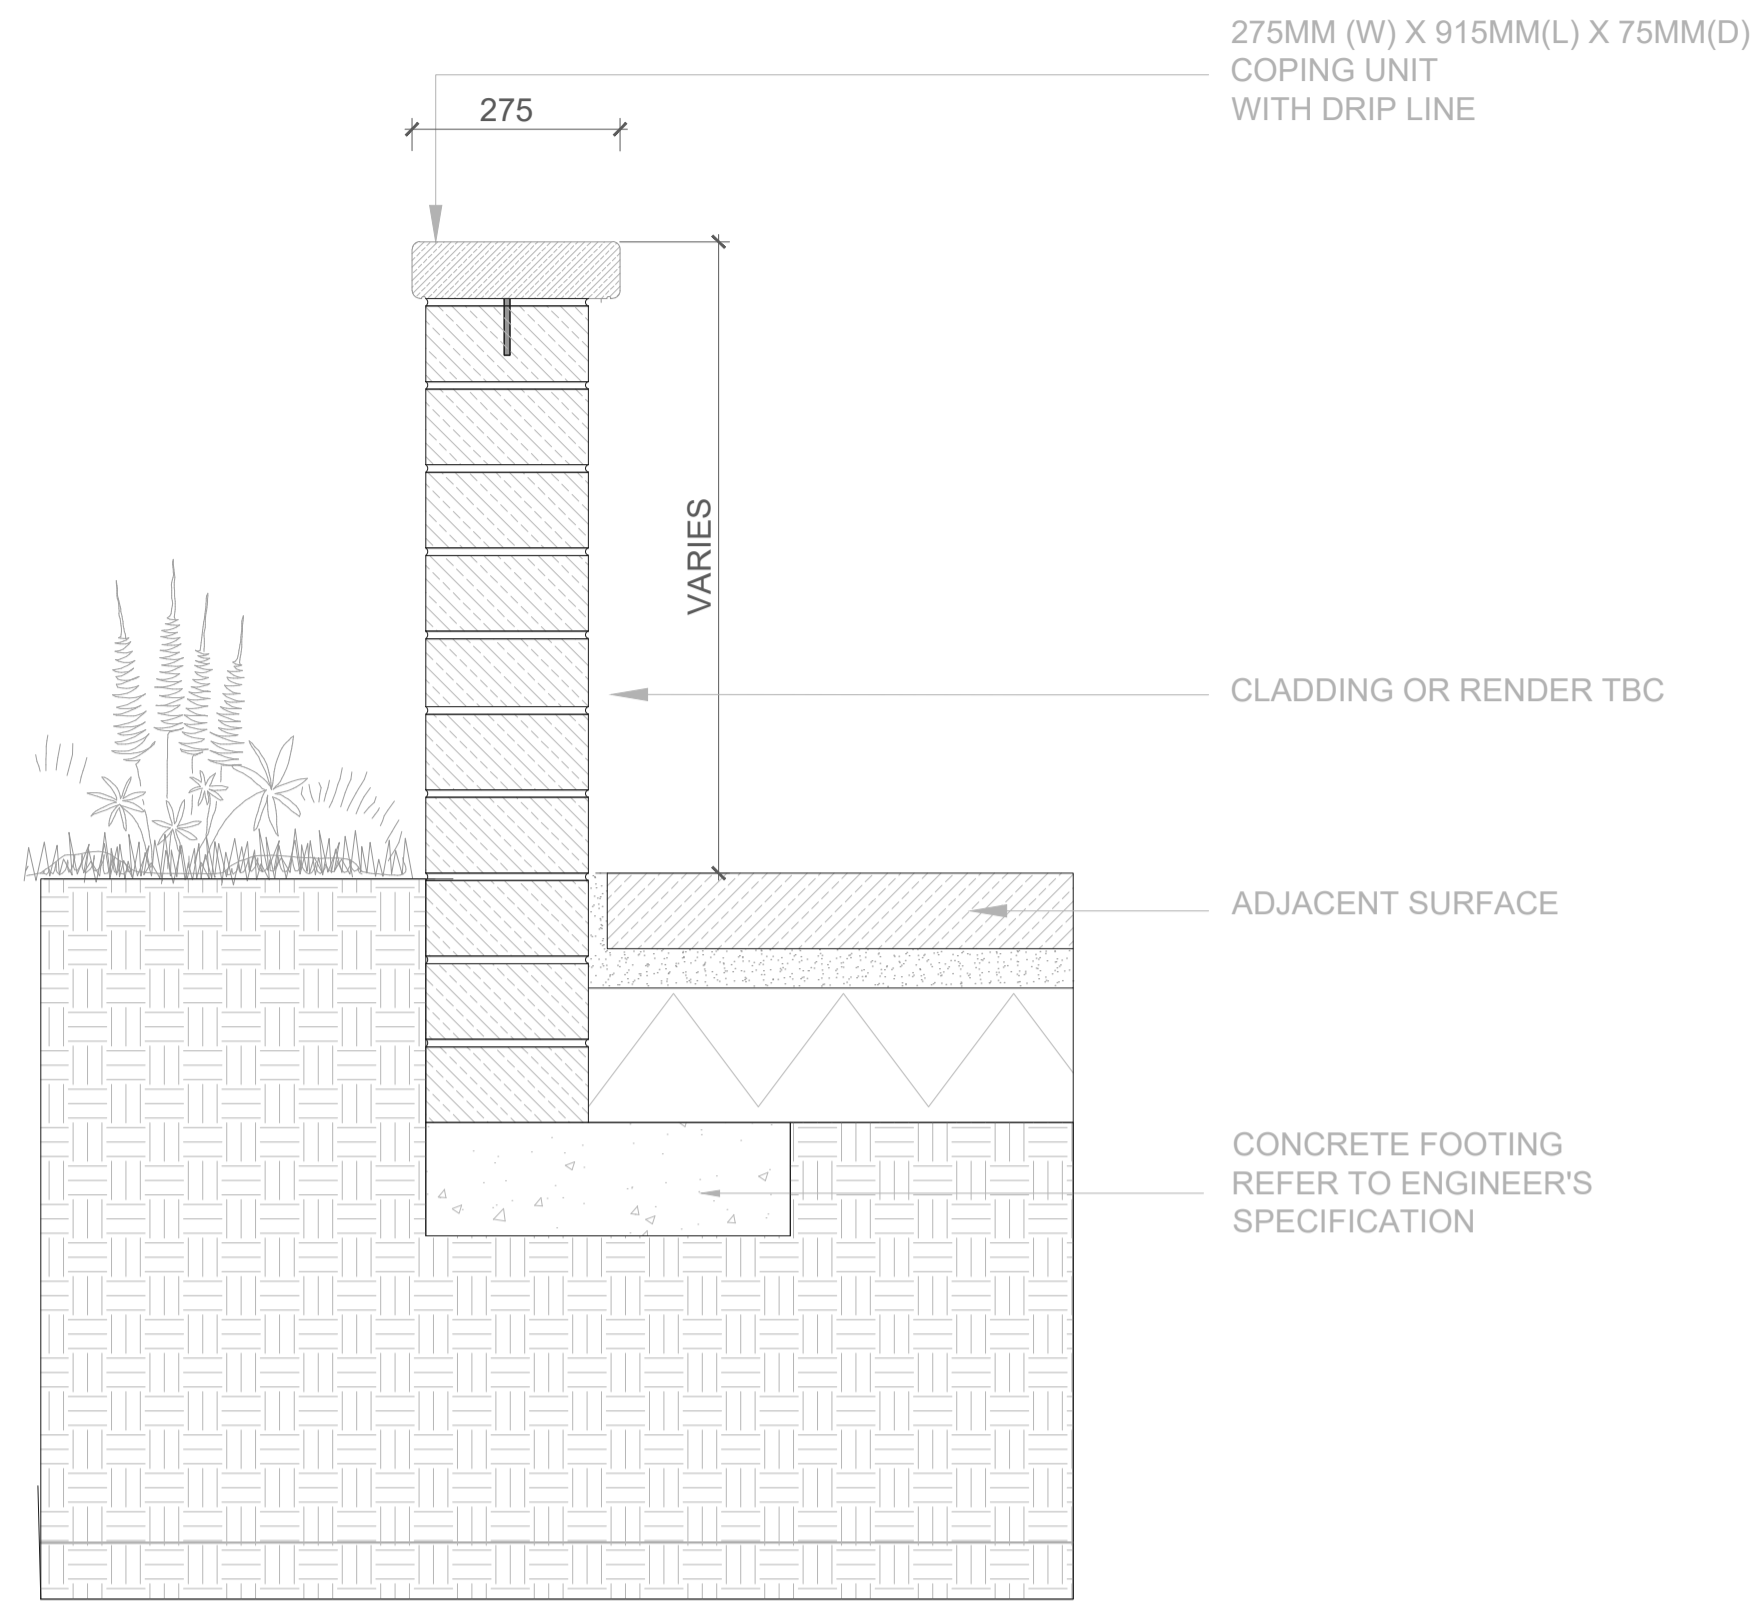 275MM (W) X 915MM(L) X 75MM(D)
COPING UNIT
WITH DRIP LINE
275
VARIES
CLADDING OR RENDER TBC
ADJACENT SURFACE
CONCRETE FOOTING
REFER TO ENGINEER'S
SPECIFICATION